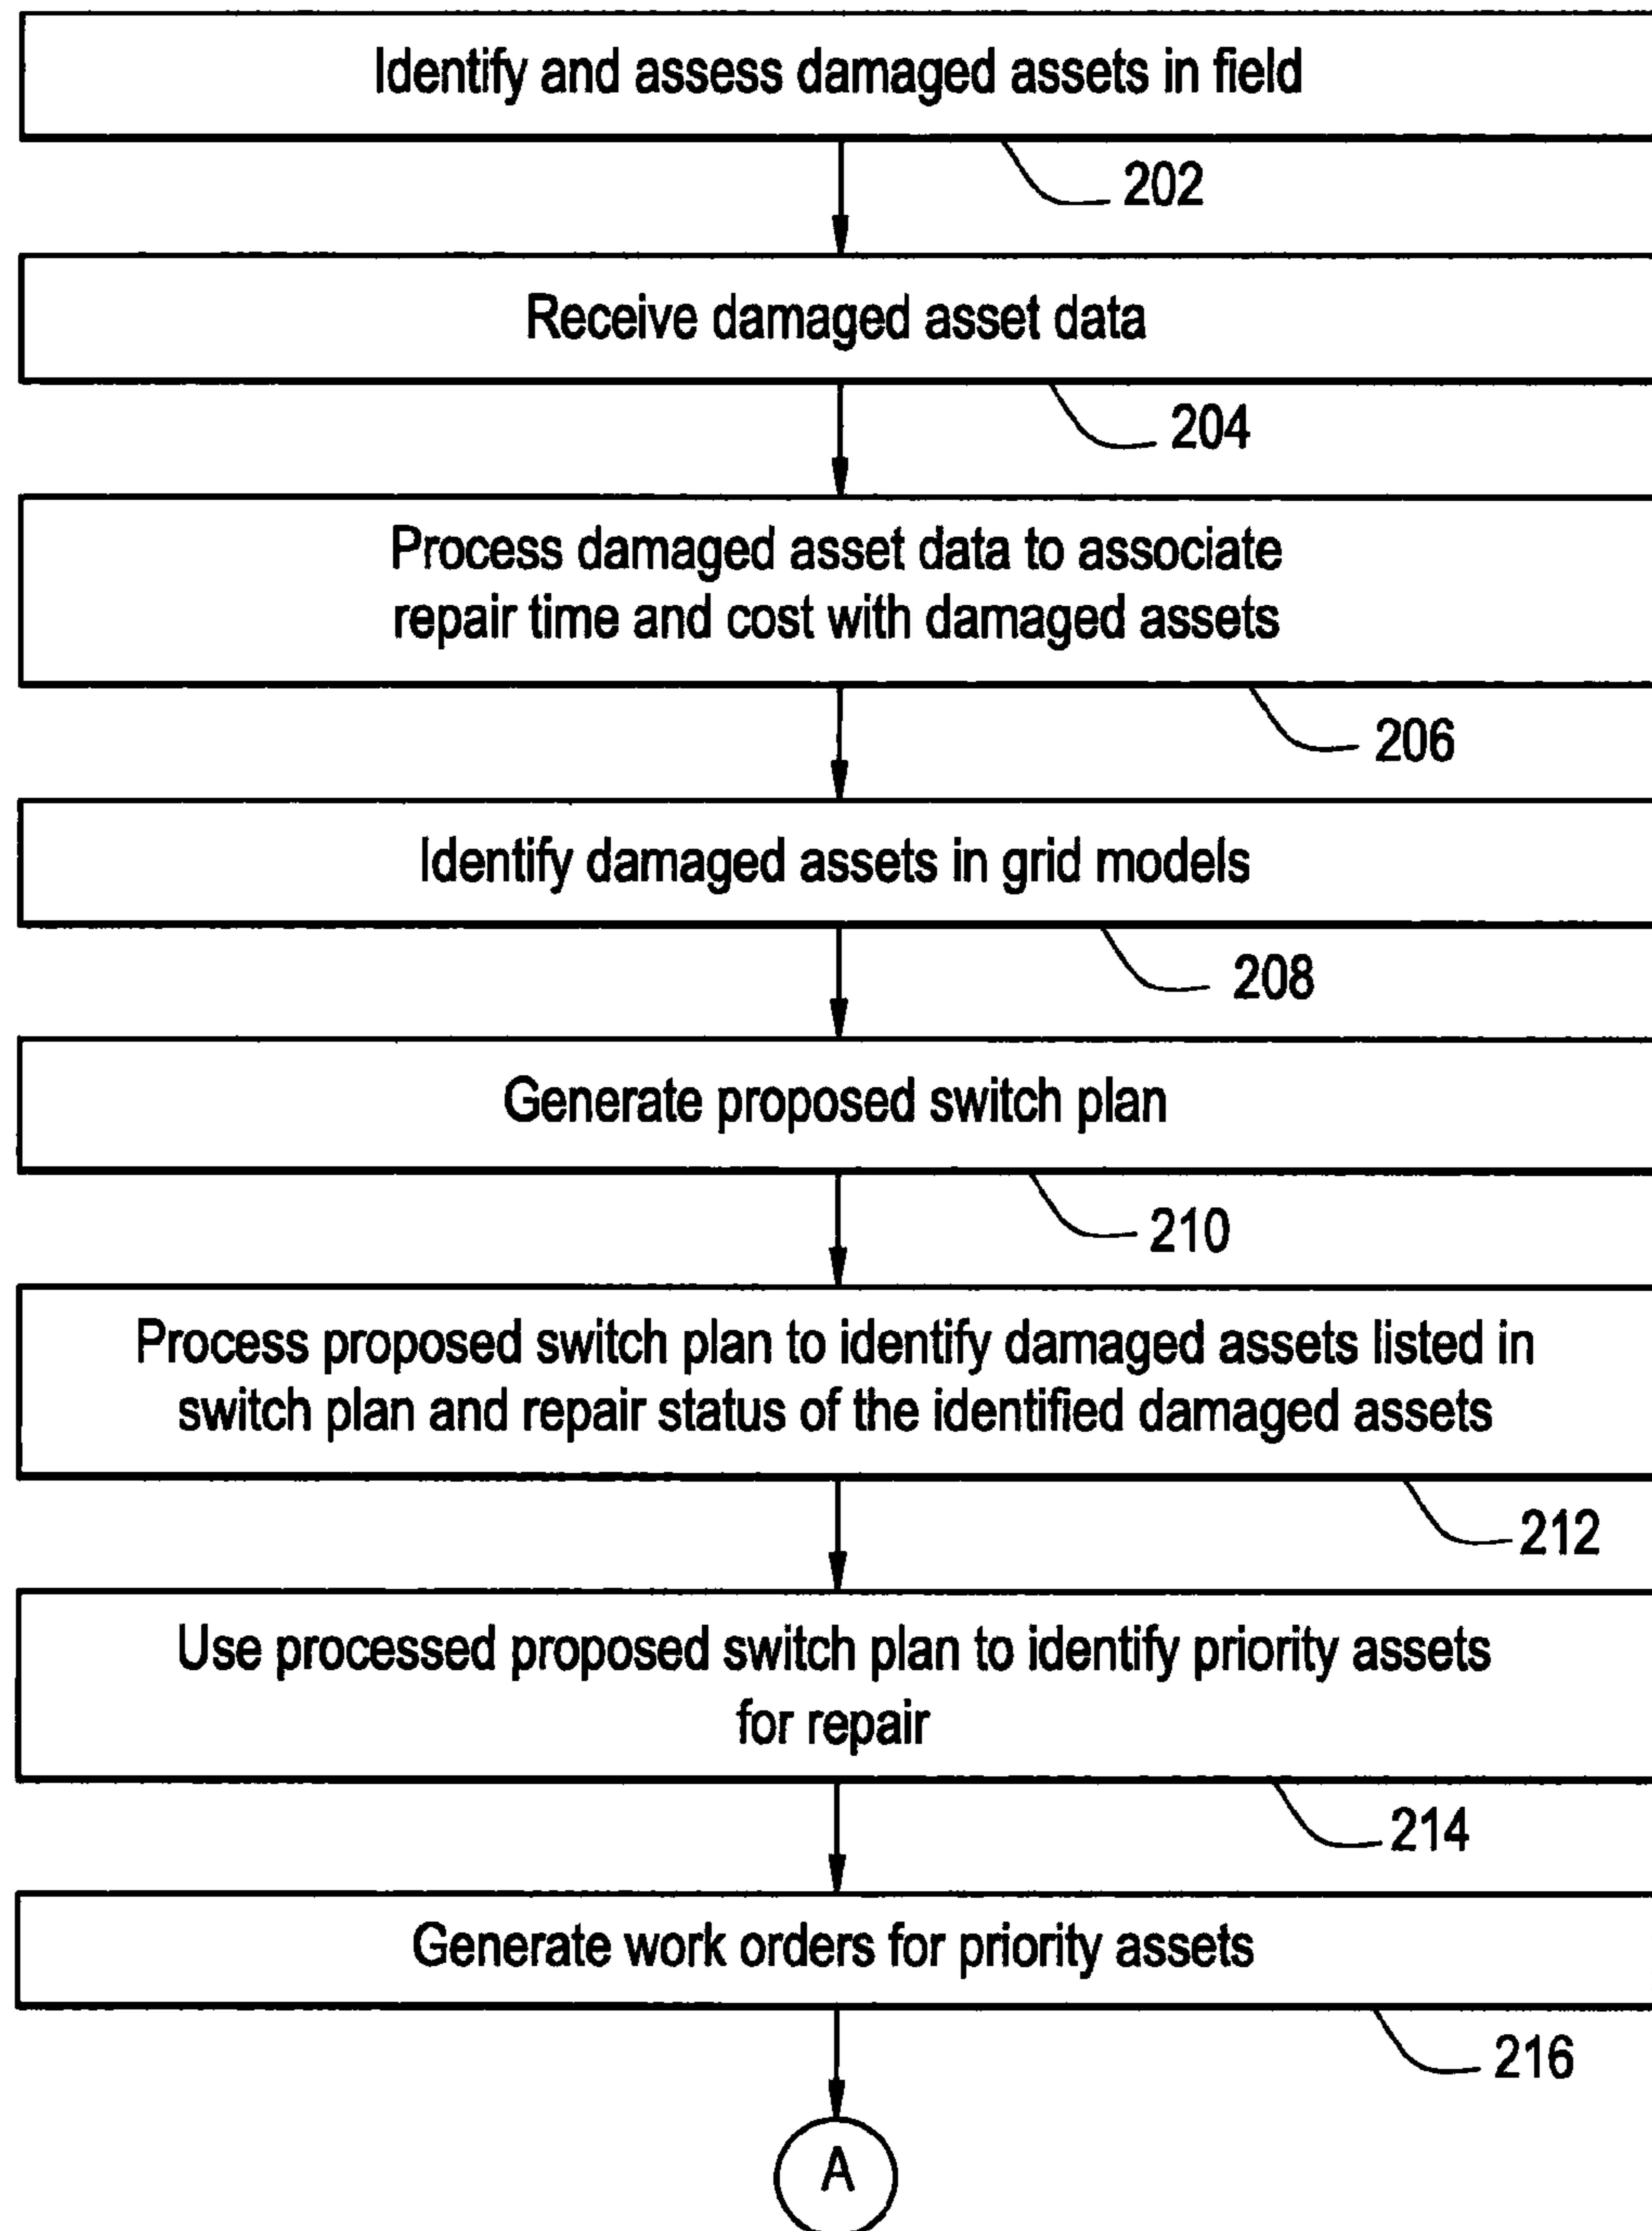 Identify and assess damaged assets in field
202
Receive damaged asset data
204
Process damaged asset data to associate
repair time and cost with damaged assets
206
Identify damaged assets in grid models
208
Generate proposed switch plan
210
Process proposed switch plan to identify damaged assets listed in
switch plan and repair status of the identified damaged assets
212
Use processed proposed switch plan to identify priority assets
for repair
214
Generate work orders for priority assets
216
A